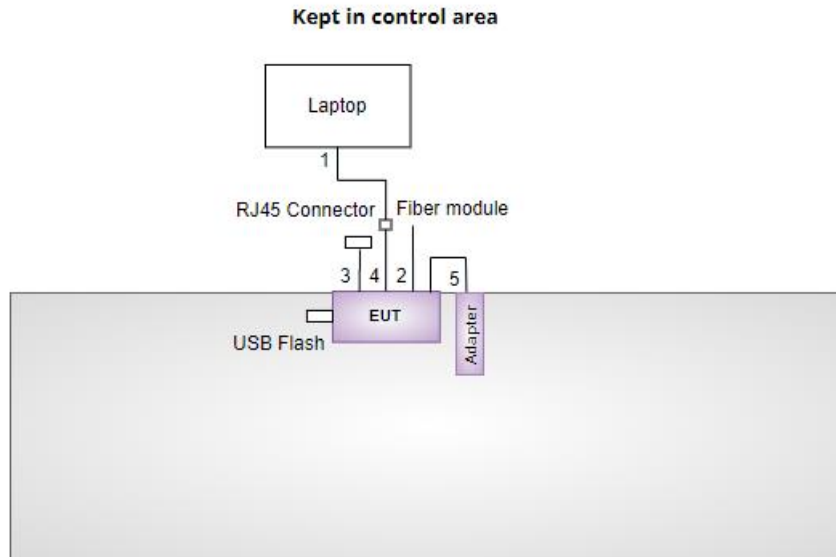 Kept in control area
Laptop
1
RJ45 Connector
Fiber module
3
4
2
5
EUT
USB Flash
Adapter